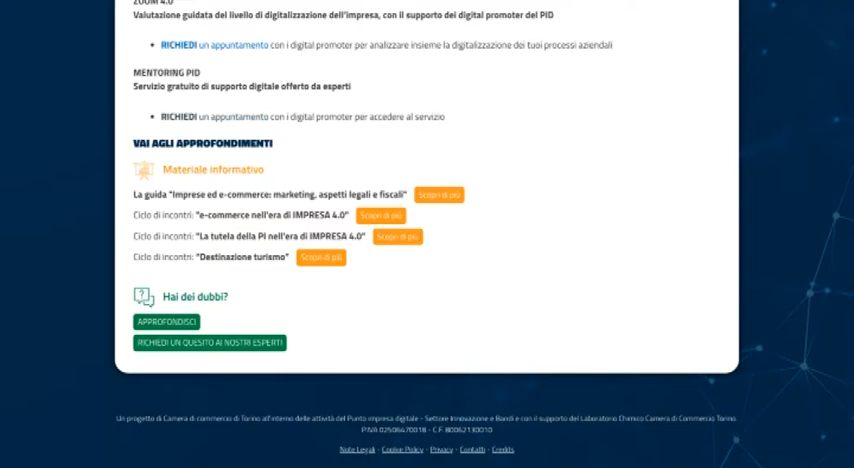 ZOOM 4.0
Valutazione guidata del livello di digitalizzazione dell'impresa, con il supporto dei digital promoter del PID
• RICHIEDI un appuntamento con i digital promoter per analizzare insieme la digitalizzazione dei tuoi processi aziendali
MENTORING PID
Servizio gratuito di supporto digitale offerto da esperti
• RICHIEDI un appuntamento con i digital promoter per accedere al servizio
VAI AGLI APPROFONDIMENTI
Materiale informativo
La guida "Imprese ed e-commerce: marketing, aspetti legali e fiscali" Scopri di più
Ciclo di incontri: "e-commerce nell'era di IMPRESA 4.0" Scopri di più
Ciclo di incontri: "La tutela della PI nell'era di IMPRESA 4.0" Scopri di più
Ciclo di incontri: "Destinazione turismo" Scopri di più
Hai dei dubbi?
APPROFONDISCI
RICHIEDI UN QUESITO AI NOSTRI ESPERTI
Un progetto di Camera di commercio di Torino all'interno delle attività del Punto impresa digitale - Settore Innovazione e Bandi e con il supporto del Laboratorio Chimico Camera di Commercio Torino.
P.IVA 02506470018 - C.F. 80062130010
Note Legali - Cookie Policy - Privacy - Contatti - Credits